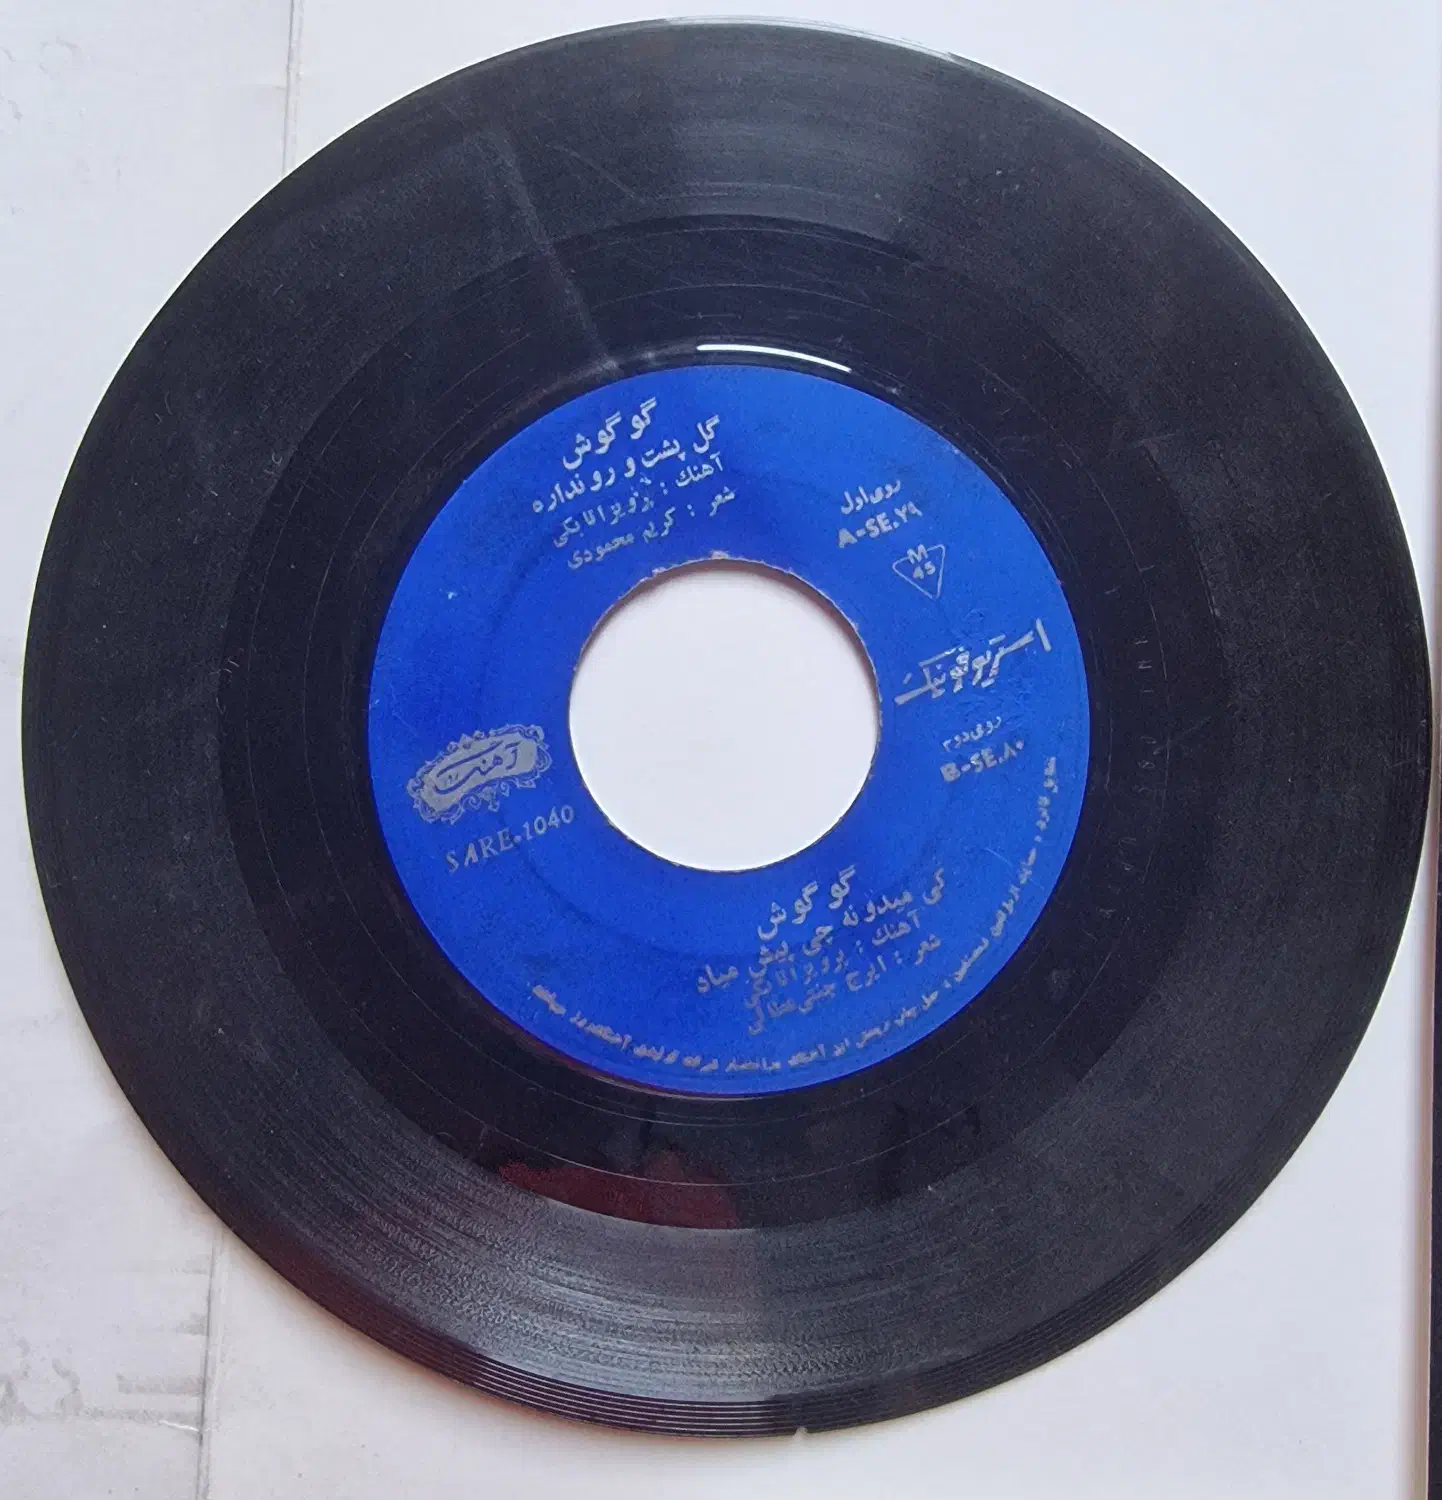 گوگوش
گل پشت و رو نداره
آهنگ : پرویز اتابکی
شعر : کریم محمودی
روی اول
A-SE.۷۹
M
45
استریوفونیک
روی دوم
B-SE.۸۰
آهنگ
SARE.1040
گوگوش
کی میدونه چی پیش میاد
آهنگ : پرویز اتابکی
شعر : ایرج جنتی عطائی